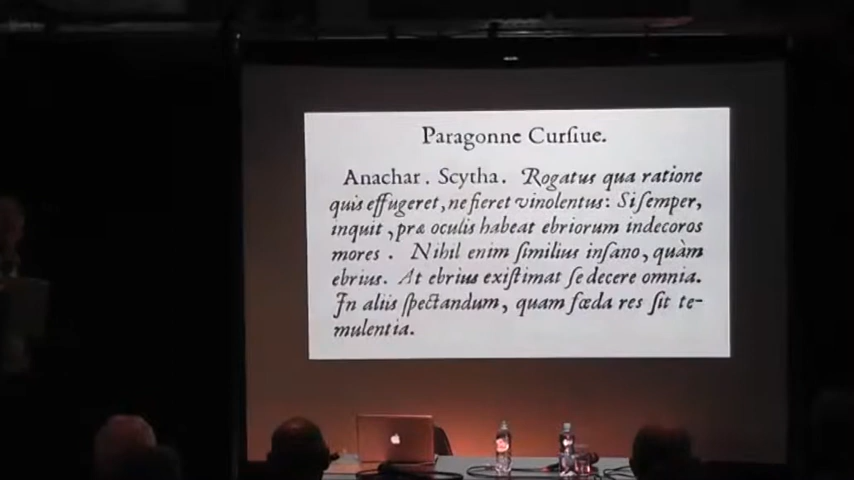 Paragonne Curſiue.
Anachar. Scytha. Rogatus qua ratione
quis effugeret, ne fieret vinolentus: Si ſemper,
inquit, præ oculis habeat ebriorum indecoros
mores. Nihil enim ſimilius inſano, quàm
ebrius. At ebrius exiſtimat ſe decere omnia.
In aliis ſpectandum, quam fœda res ſit te-
mulentia.